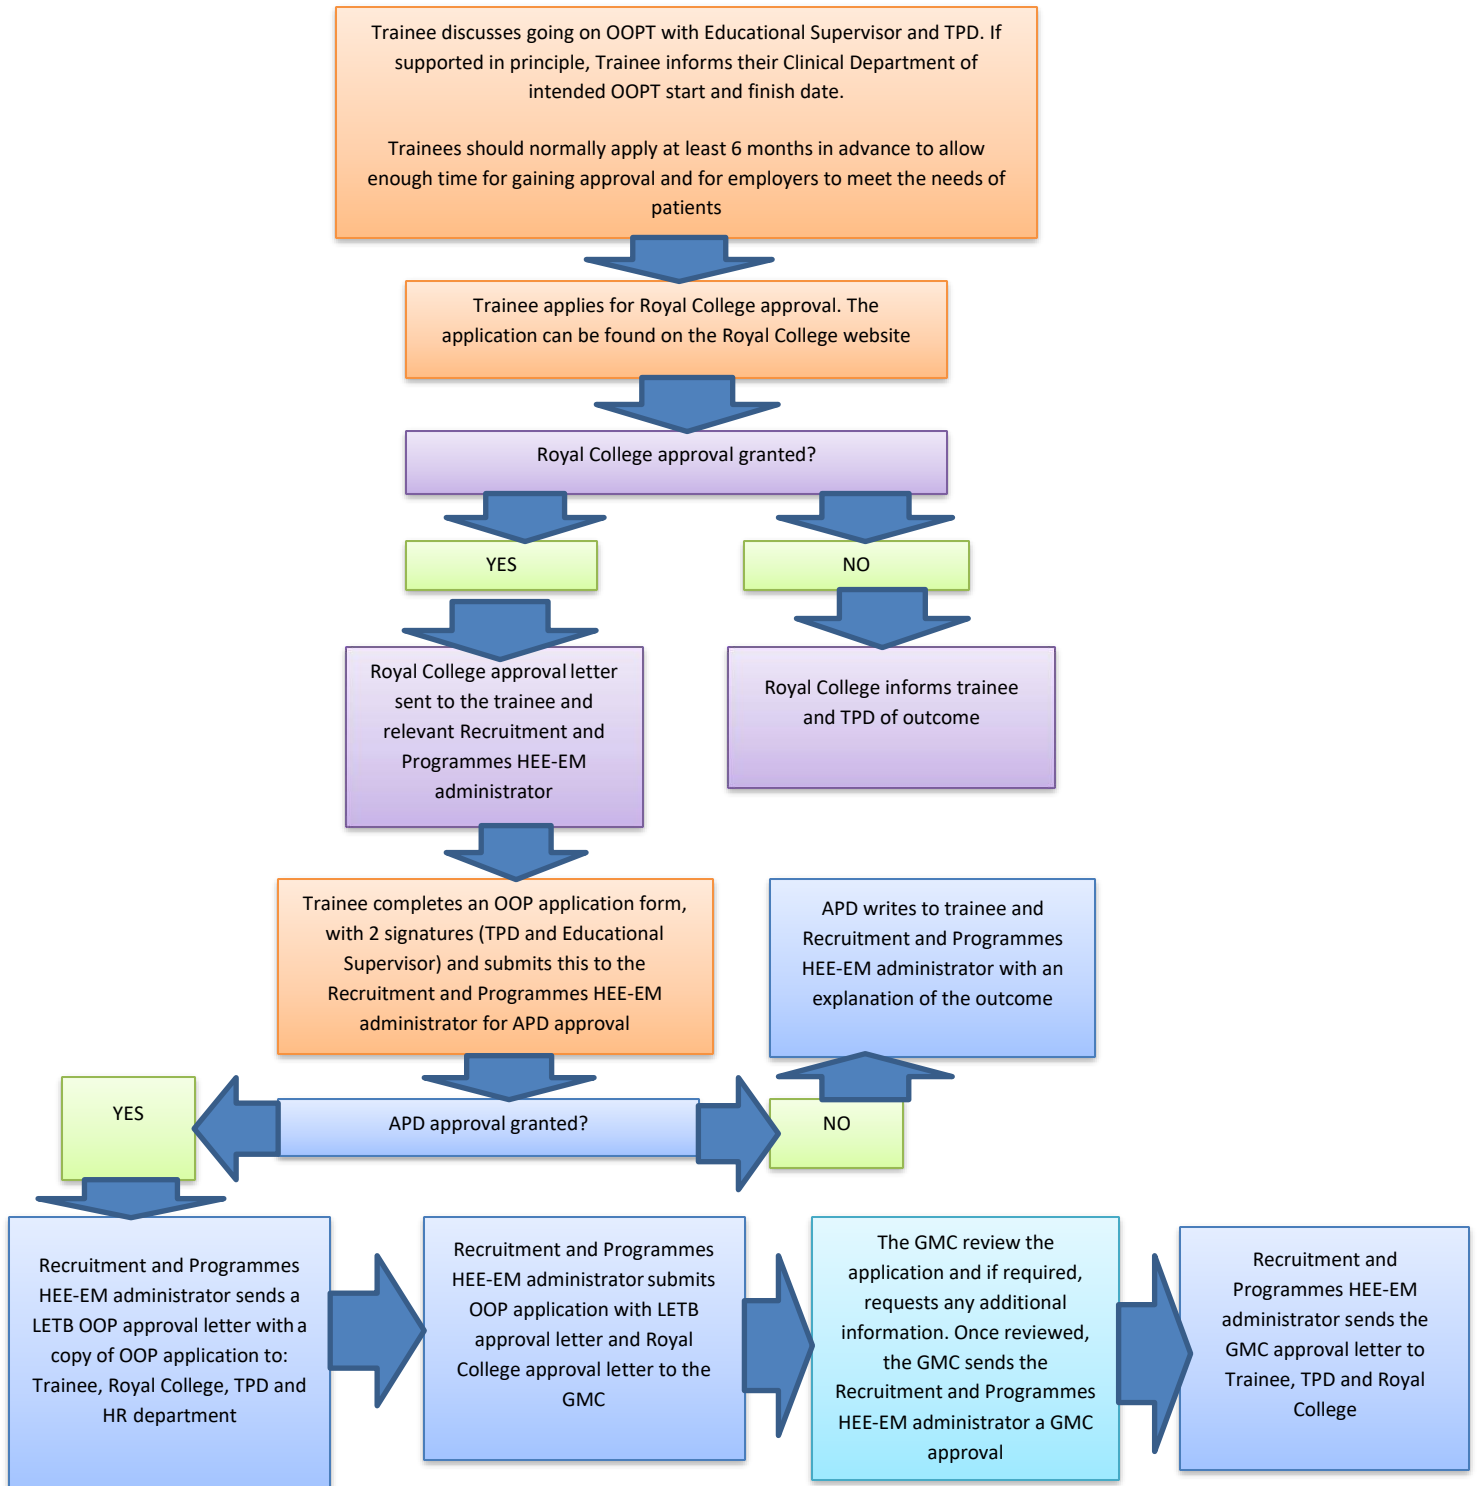 Trainee discusses going on OOPT with Educational Supervisor and TPD. If
supported in principle, Trainee informs their Clinical Department of
intended OOPT start and finish date.
Trainees should normally apply at least 6 months in advance to allow
enough time for gaining approval and for employers to meet the needs of
patients
Trainee applies for Royal College approval. The
application can be found on the Royal College website
Royal College approval granted?
YES
NO
Royal College approval letter
sent to the trainee and
relevant Recruitment and
Programmes HEE-EM
administrator
Royal College informs trainee
and TPD of outcome
Trainee completes an OOP application form,
with 2 signatures (TPD and Educational
Supervisor) and submits this to the
Recruitment and Programmes HEE-EM
administrator for APD approval
APD writes to trainee and
Recruitment and Programmes
HEE-EM administrator with an
explanation of the outcome
YES
APD approval granted?
NO
Recruitment and Programmes
HEE-EM administrator sends a
LETB OOP approval letter with a
copy of OOP application to:
Trainee, Royal College, TPD and
HR department
Recruitment and Programmes
HEE-EM administrator submits
OOP application with LETB
approval letter and Royal
College approval letter to the
GMC
The GMC review the
application and if required,
requests any additional
information. Once reviewed,
the GMC sends the
Recruitment and Programmes
HEE-EM administrator a GMC
approval
Recruitment and
Programmes HEE-EM
administrator sends the
GMC approval letter to
Trainee, TPD and Royal
College